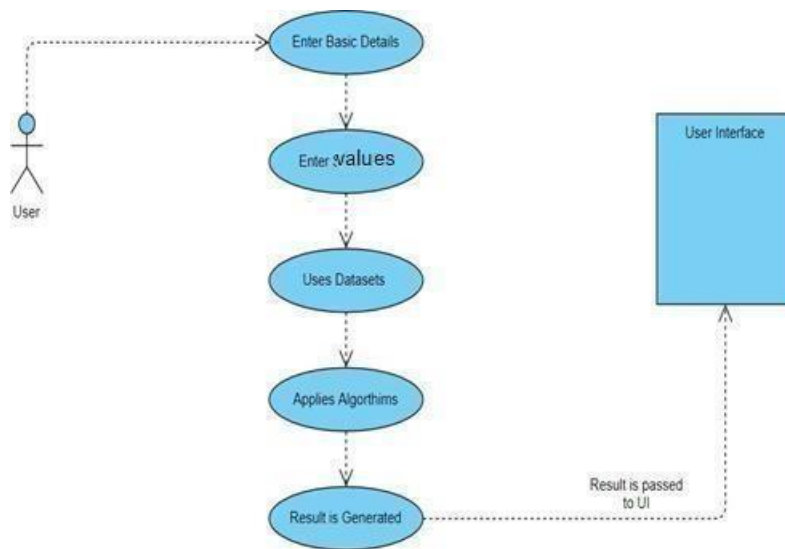 Enter Basic Details
Enter values
User Interface
User
Uses Datasets
Applies Algorthims
Result is passed
to UI
Result is Generated